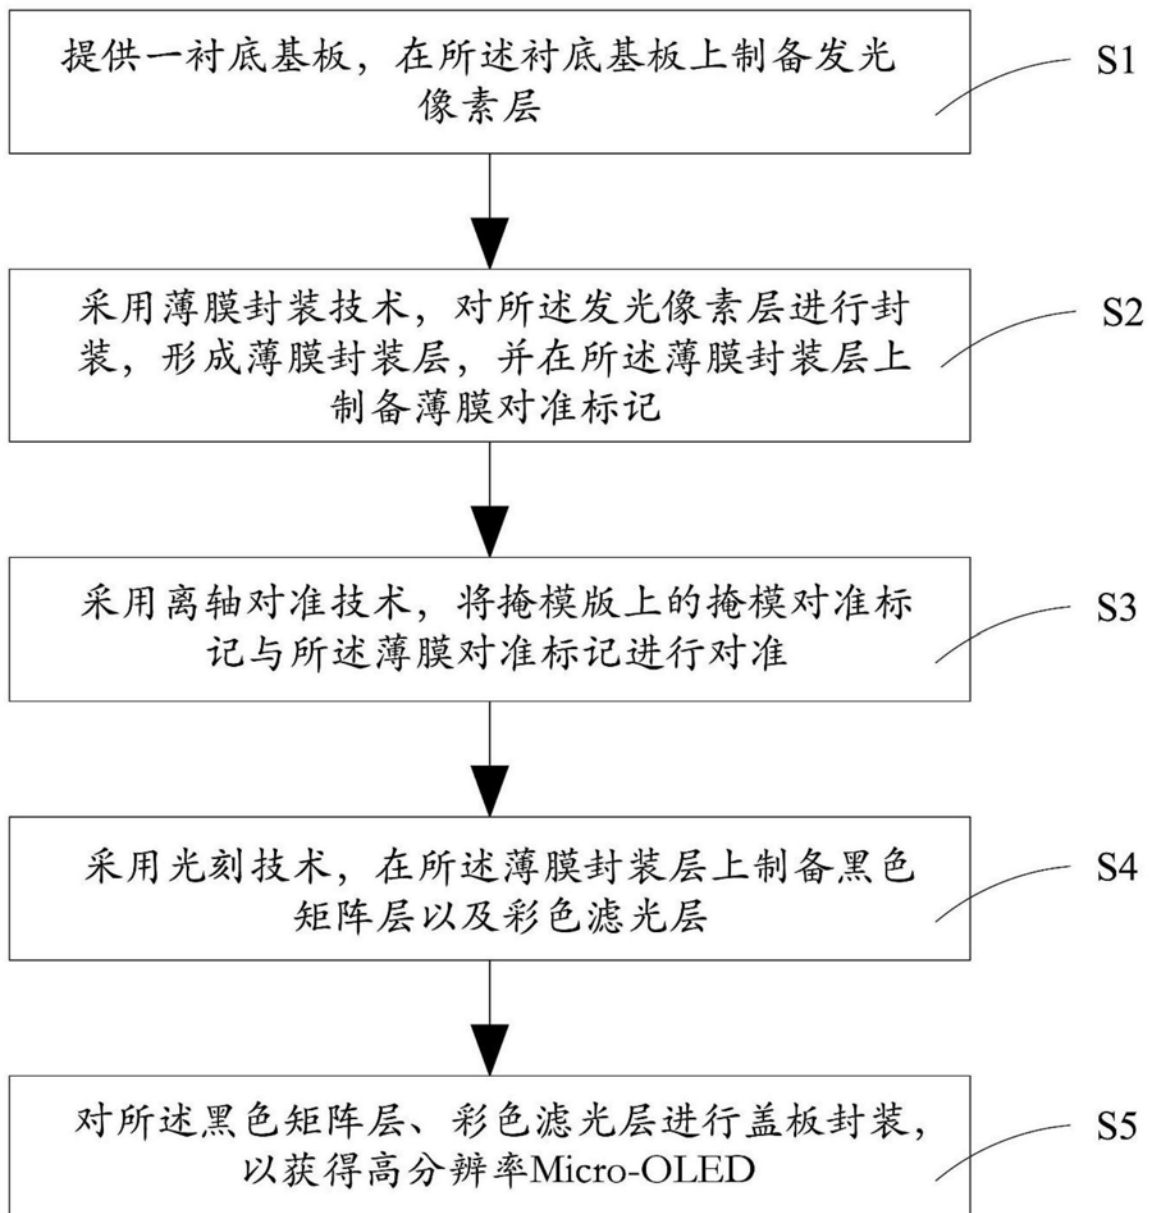 提供一衬底基板，在所述衬底基板上制备发光
像素层
S1
采用薄膜封装技术，对所述发光像素层进行封
装，形成薄膜封装层，并在所述薄膜封装层上
制备薄膜对准标记
S2
采用离轴对准技术，将掩模版上的掩模对准标
记与所述薄膜对准标记进行对准
S3
采用光刻技术，在所述薄膜封装层上制备黑色
矩阵层以及彩色滤光层
S4
对所述黑色矩阵层、彩色滤光层进行盖板封装，
以获得高分辨率Micro-OLED
S5